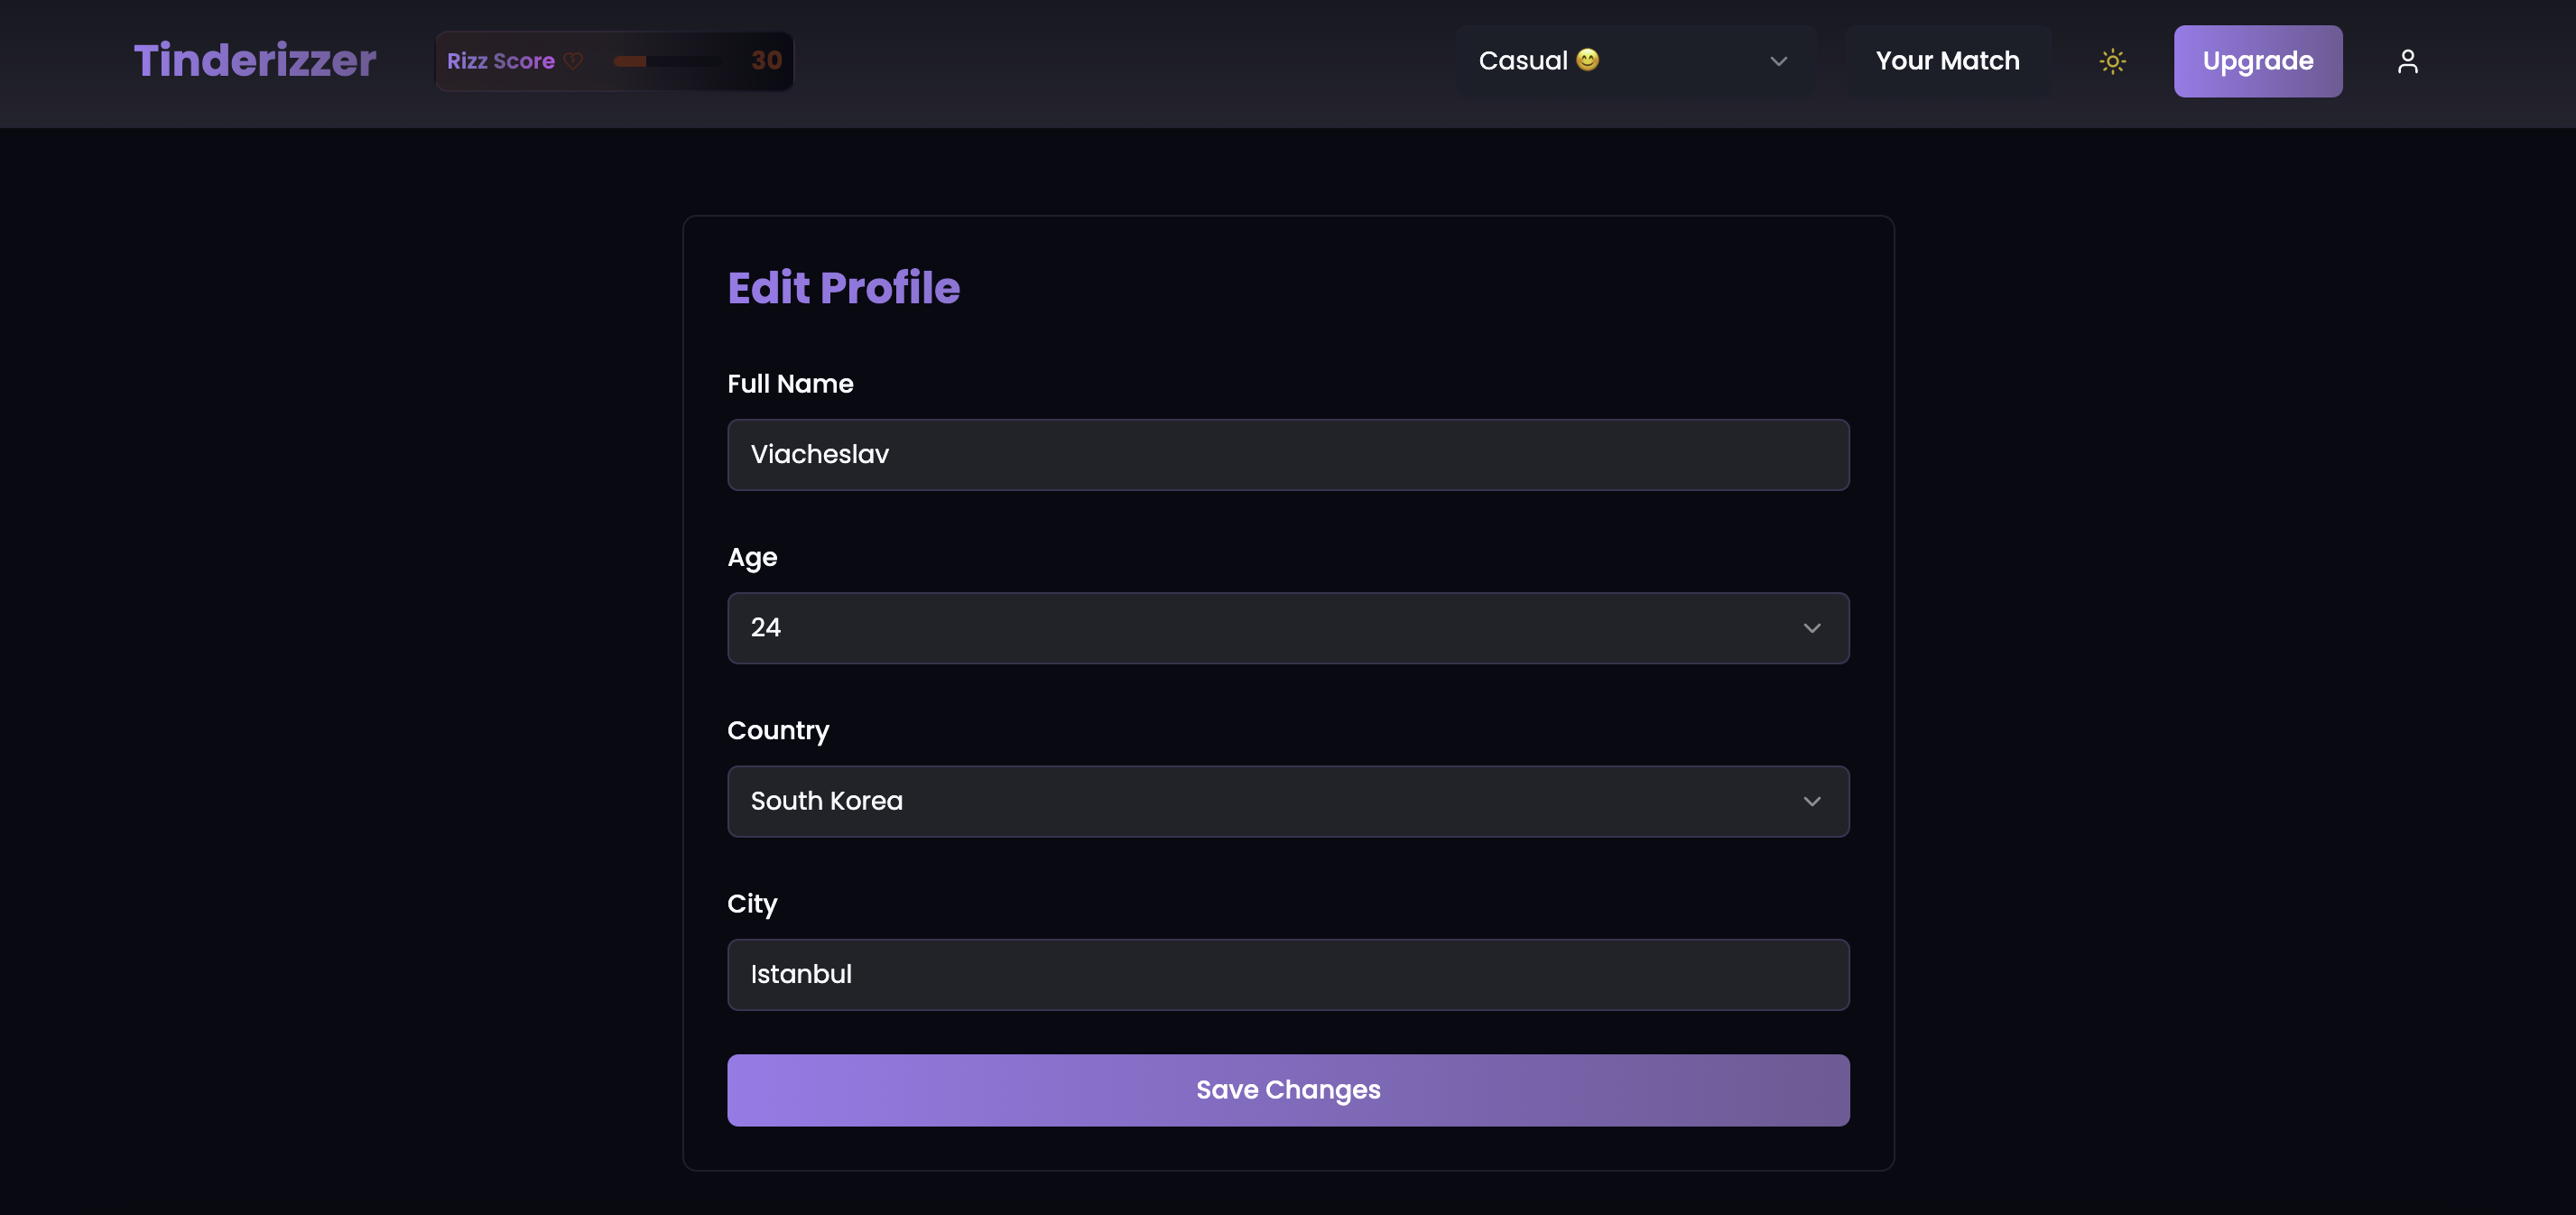 Tinderizzer
Rizz Score
30
Casual 😊
Your Match
Upgrade
Edit Profile
Full Name
Viacheslav
Age
24
Country
South Korea
City
Istanbul
Save Changes